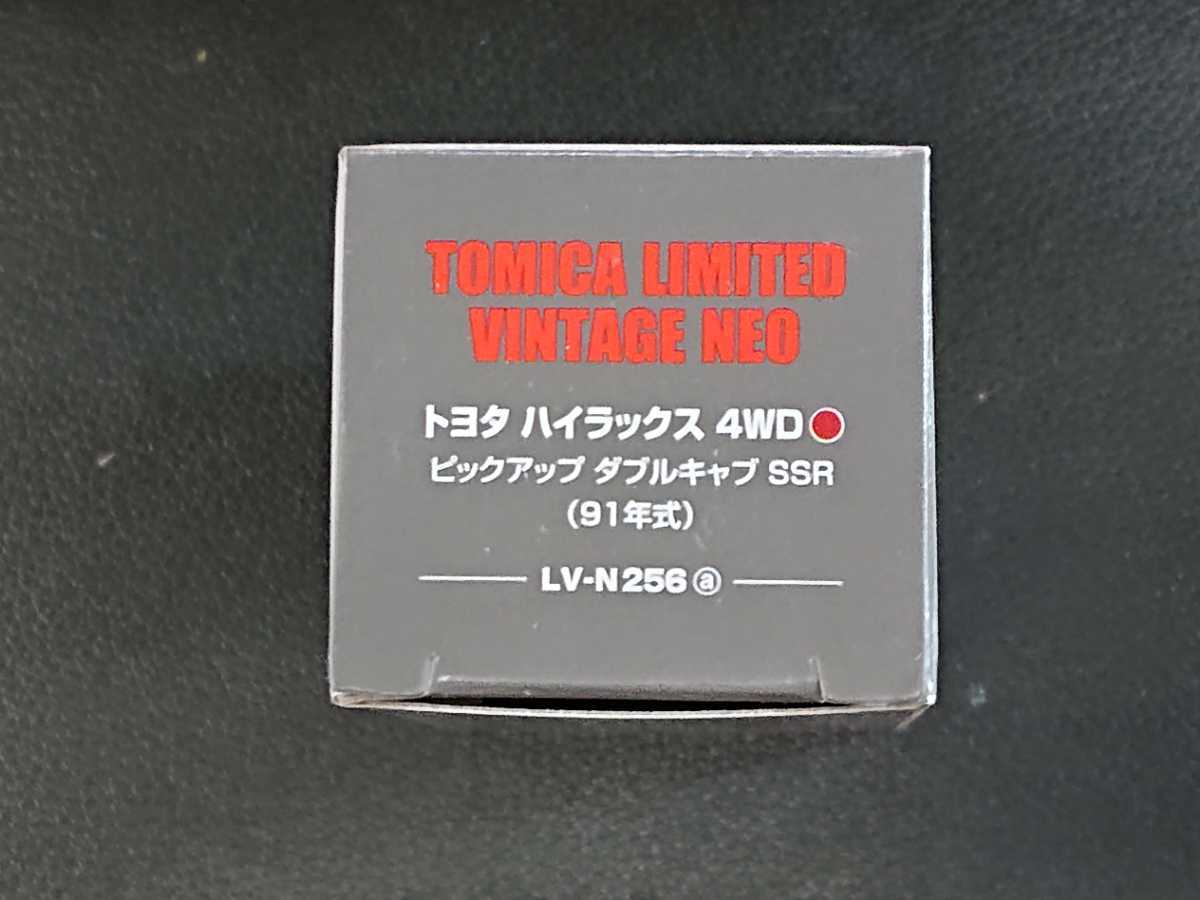 TOMICA LIMITED
VINTAGE NEO
トヨタ ハイラックス 4WD
ピックアップ ダブルキャブ SSR
(91年式)
LV-N256ⓐ